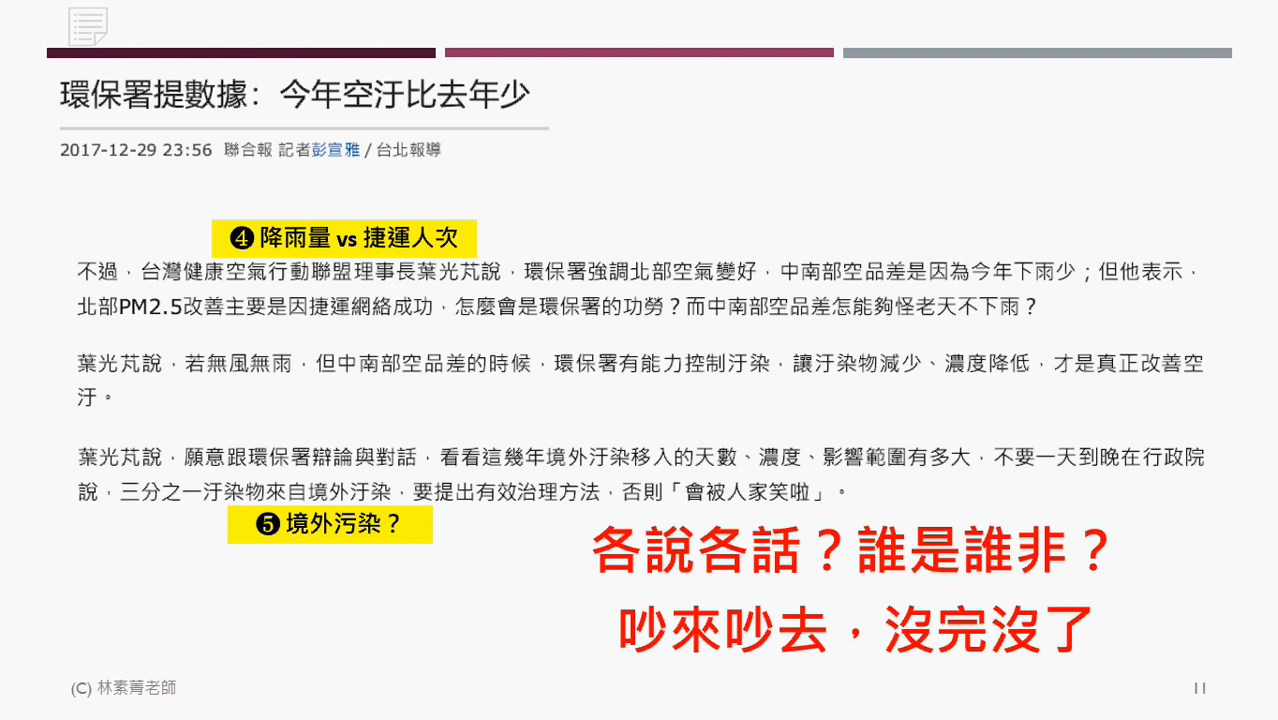 環保署提數據：今年空汙比去年少
2017-12-29 23:56 聯合報 記者彭宣雅／台北報導
❹ 降雨量 vs 捷運人次
不過，台灣健康空氣行動聯盟理事長葉光芃說，環保署強調北部空氣變好，中南部空品差是因為今年下雨少；但他表示，
北部PM2.5改善主要是因捷運網絡成功，怎麼會是環保署的功勞？而中南部空品差怎能夠怪老天不下雨？
葉光芃說，若無風無雨，但中南部空品差的時候，環保署有能力控制汙染，讓汙染物減少、濃度降低，才是真正改善空
汙。
葉光芃說，願意跟環保署辯論與對話，看看這幾年境外汙染移入的天數、濃度、影響範圍有多大，不要一天到晚在行政院
說，三分之一汙染物來自境外汙染，要提出有效治理方法，否則「會被人家笑啦」。
❺ 境外污染？
各說各話？誰是誰非？
吵來吵去，沒完沒了
(C) 林素菁老師
11